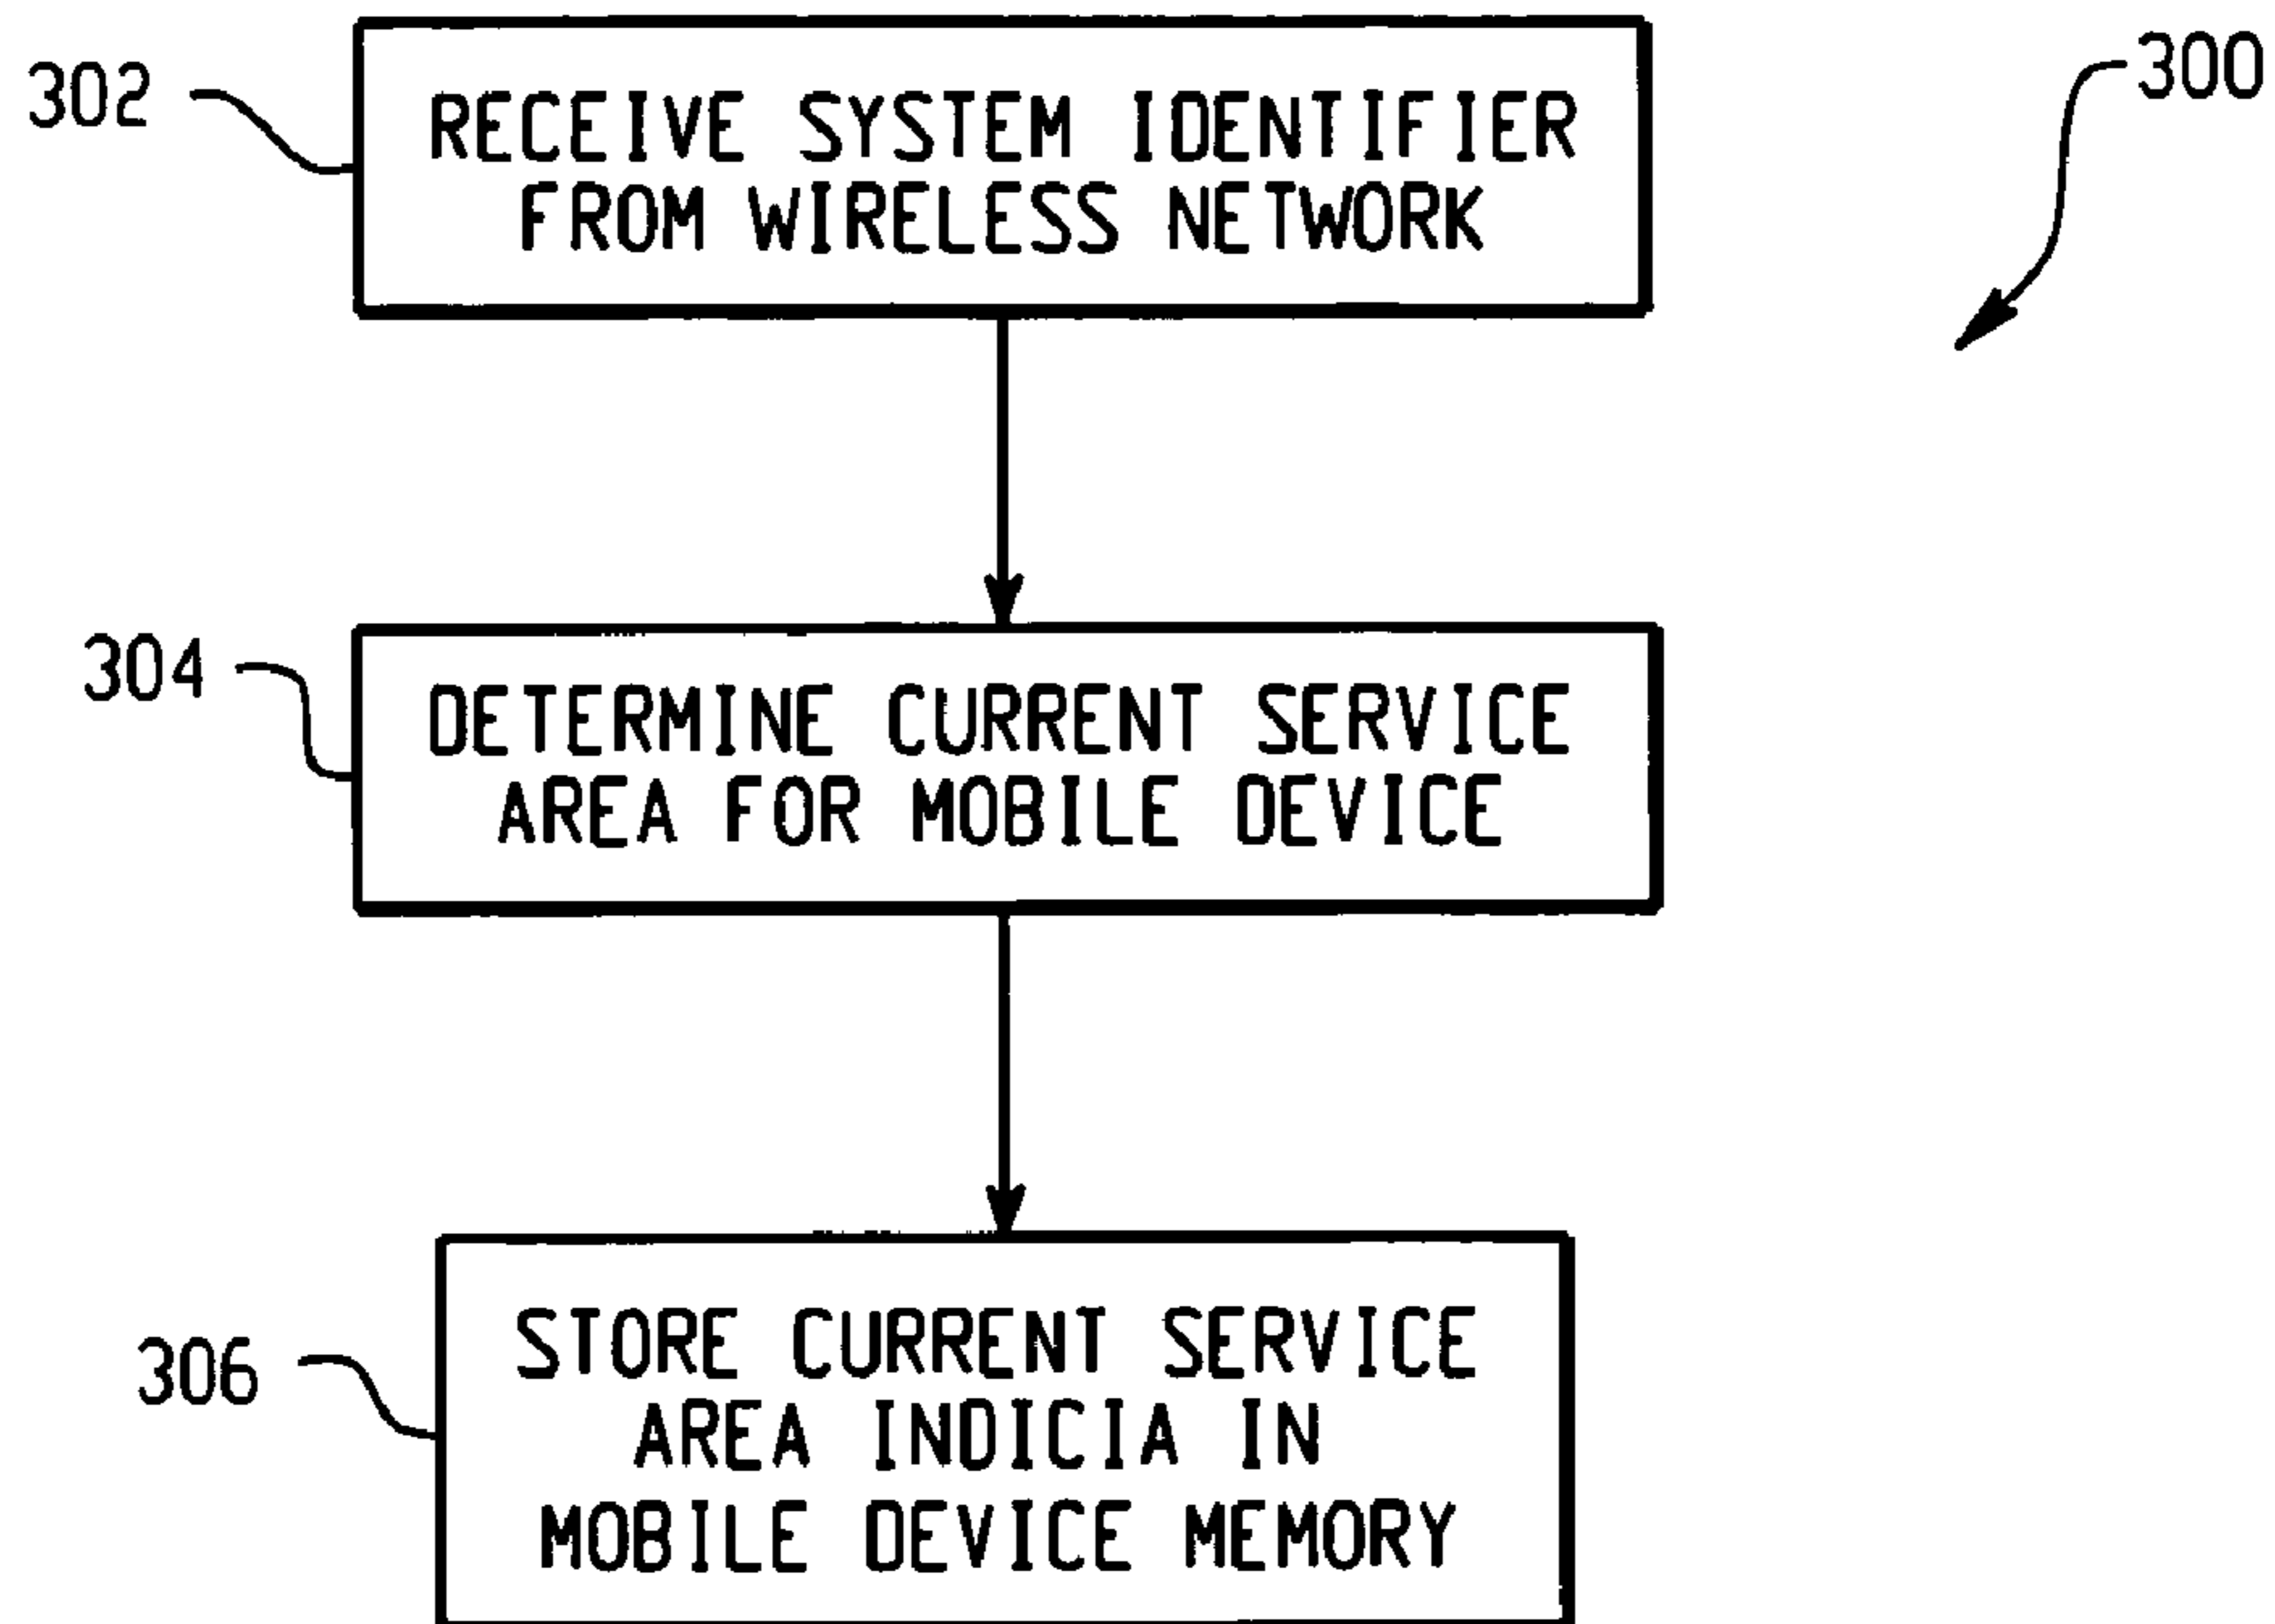 302
RECEIVE SYSTEM IDENTIFIER
FROM WIRELESS NETWORK
300
304
DETERMINE CURRENT SERVICE
AREA FOR MOBILE DEVICE
306
STORE CURRENT SERVICE
AREA INDICIA IN
MOBILE DEVICE MEMORY